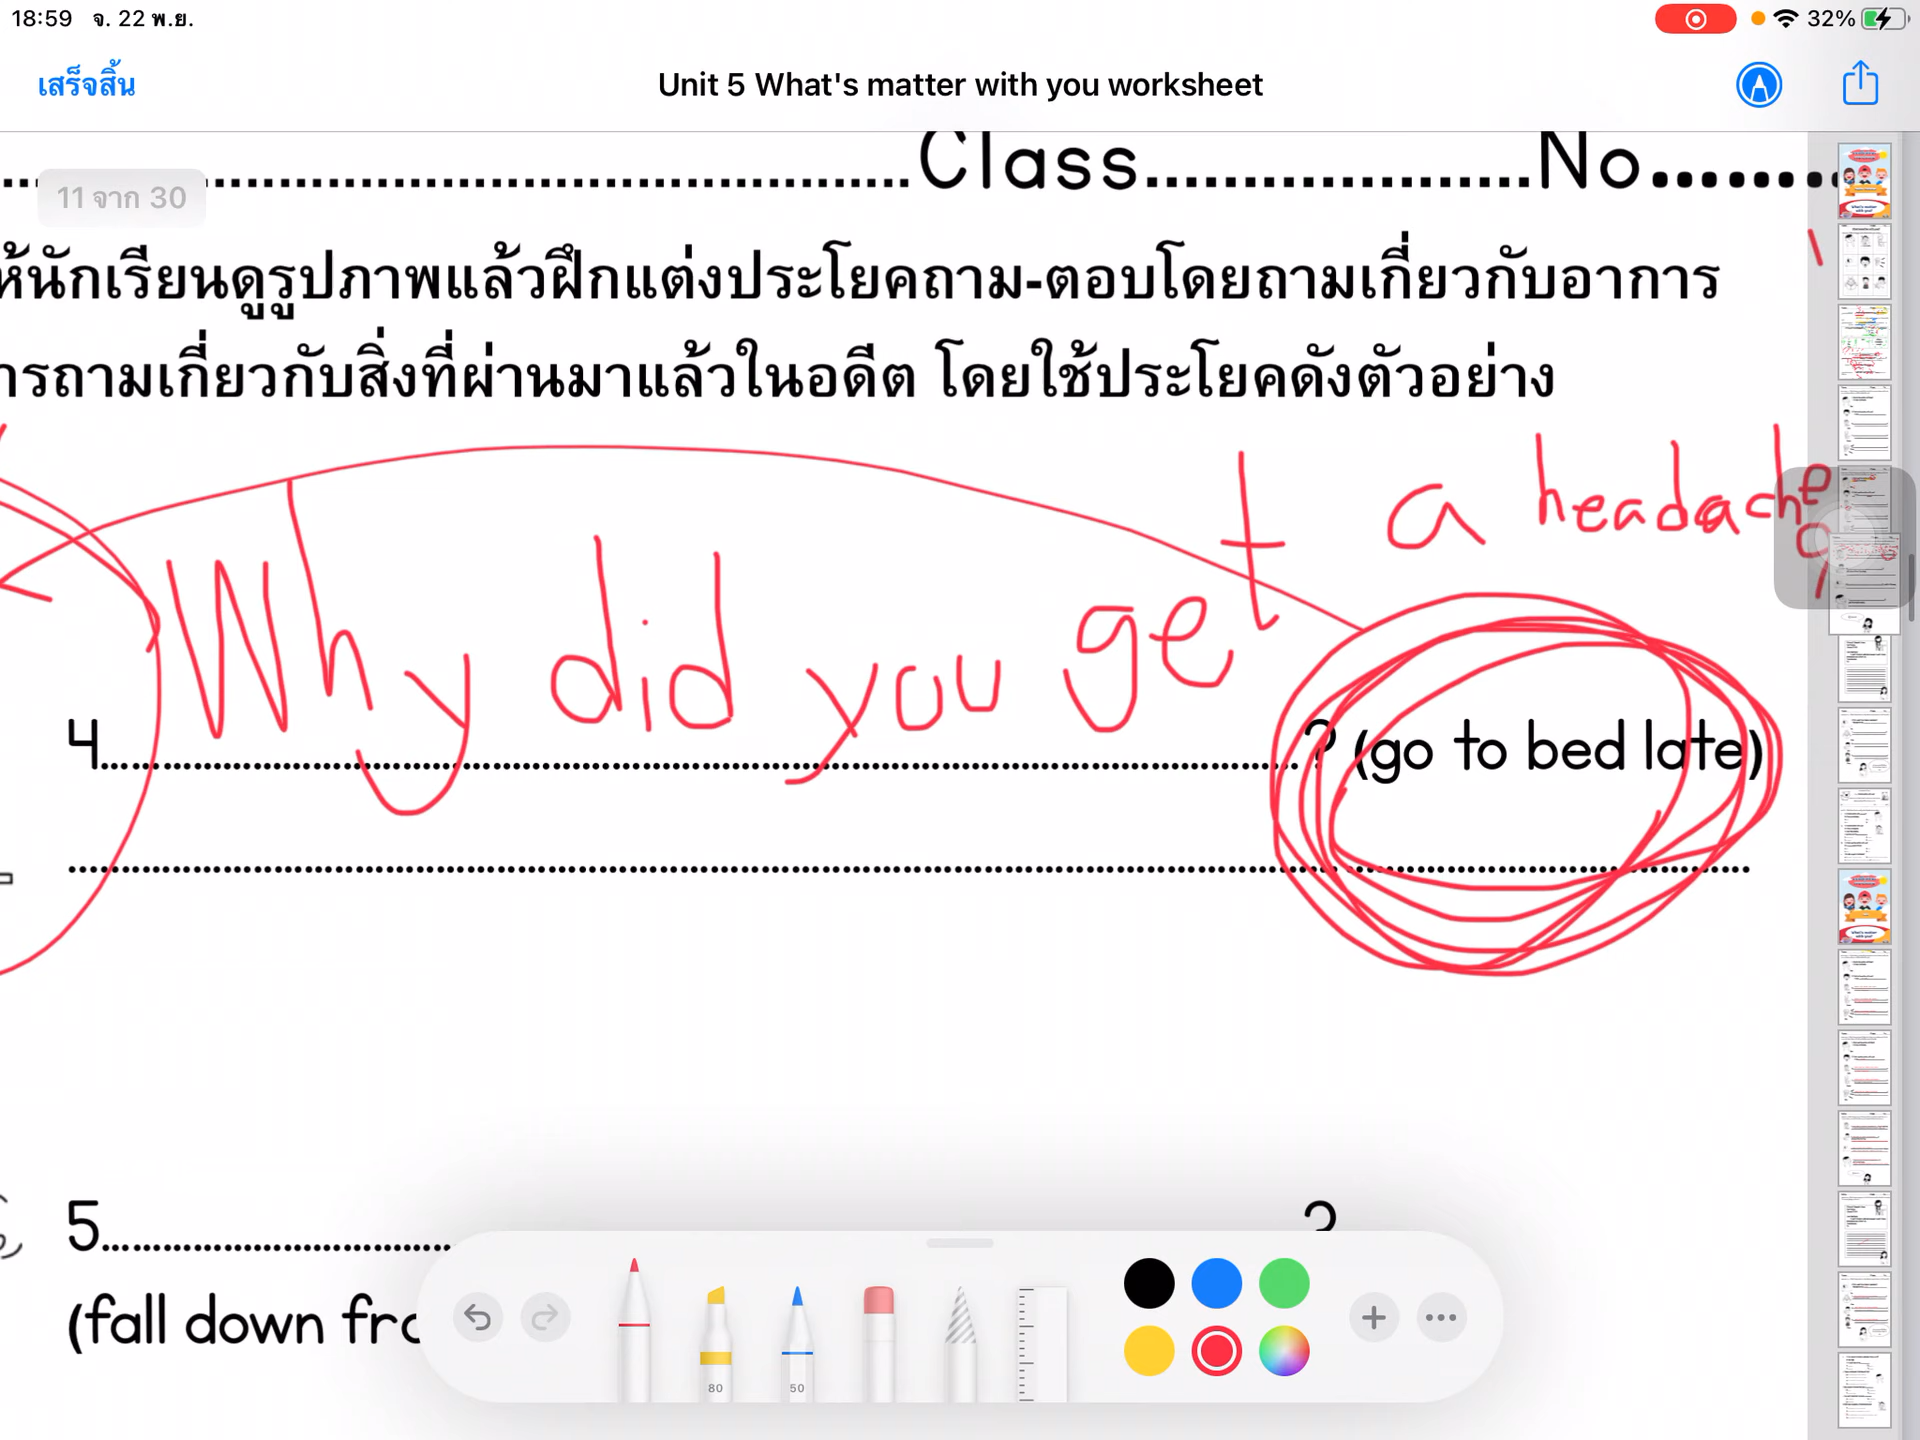 18:59 จ. 22 พ.ย.
32%
เสร็จสิ้น
Unit 5 What's matter with you worksheet
Class No
11 จาก 30
ห้นักเรียนดูรูปภาพแล้วฝึกแต่งประโยคถาม-ตอบโดยถามเกี่ยวกับอาการ
ารถามเกี่ยวกับสิ่งที่ผ่านมาแล้วในอดีต โดยใช้ประโยคดังตัวอย่าง
Why did you get a headache ?
4 ? (go to bed late)
5 ?
(fall down fro
80
50